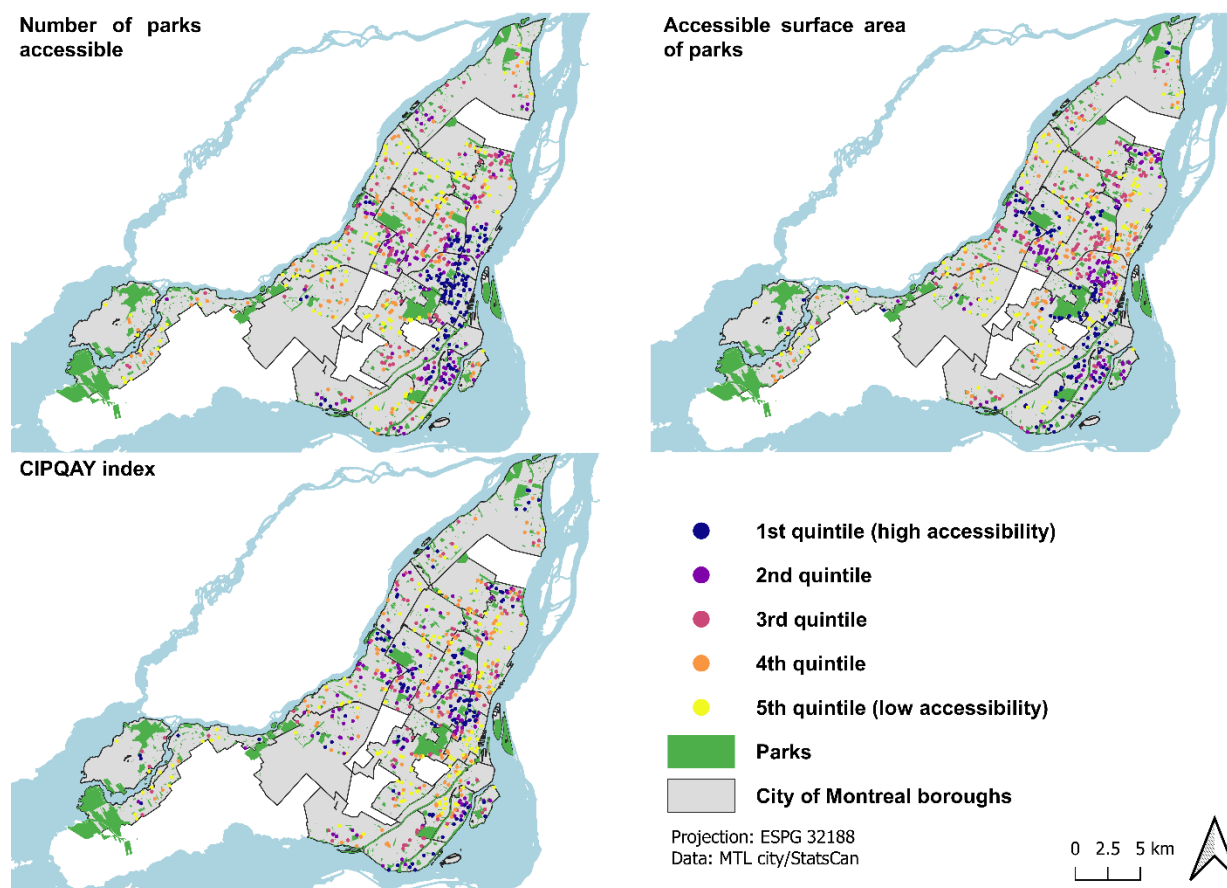 Number of parks
accessible
Accessible surface area
of parks
CIPQAY index
1st quintile (high accessibility)
2nd quintile
3rd quintile
4th quintile
5th quintile (low accessibility)
Parks
City of Montreal boroughs
Projection: ESPG 32188
Data: MTL city/StatsCan
0 2.5 5 km